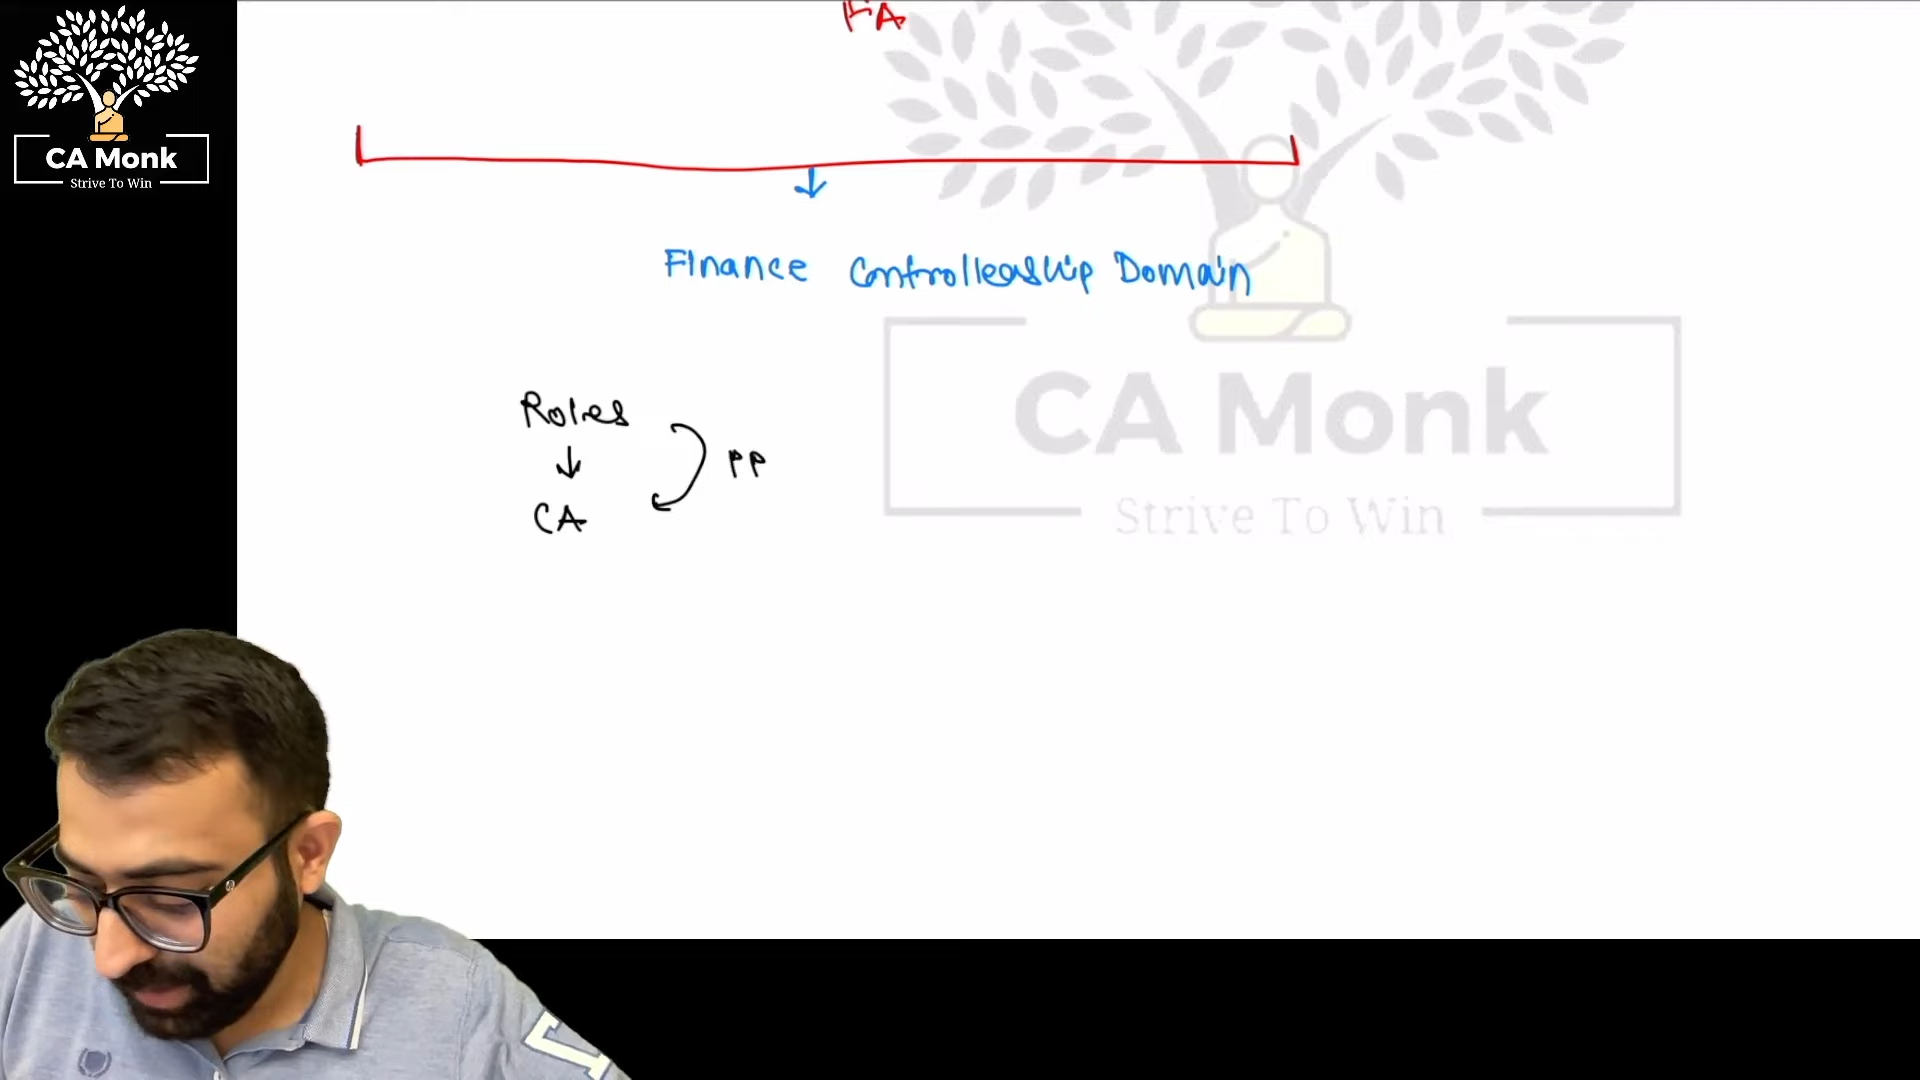 FA
CA Monk
Strive To Win
Finance Controllership Domain
Roles
PP
CA
CA Monk
Strive To Win